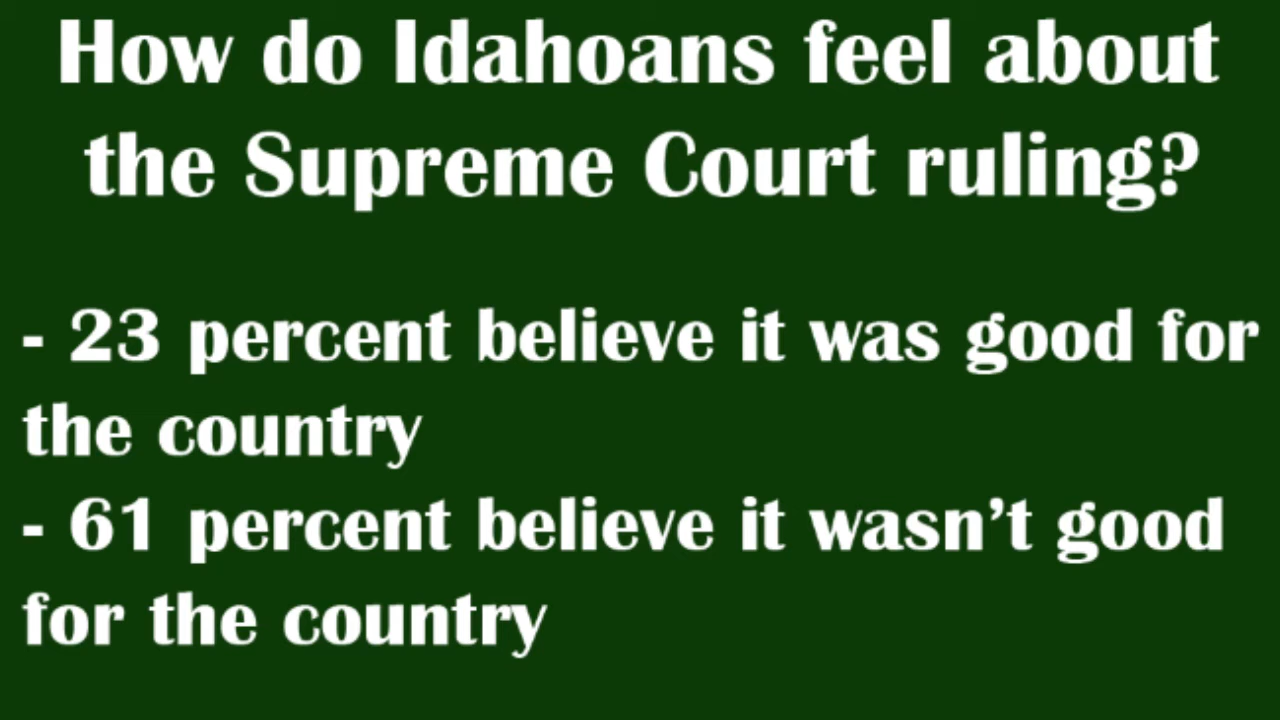 How do Idahoans feel about
the Supreme Court ruling?
- 23 percent believe it was good for
the country
- 61 percent believe it wasn’t good
for the country